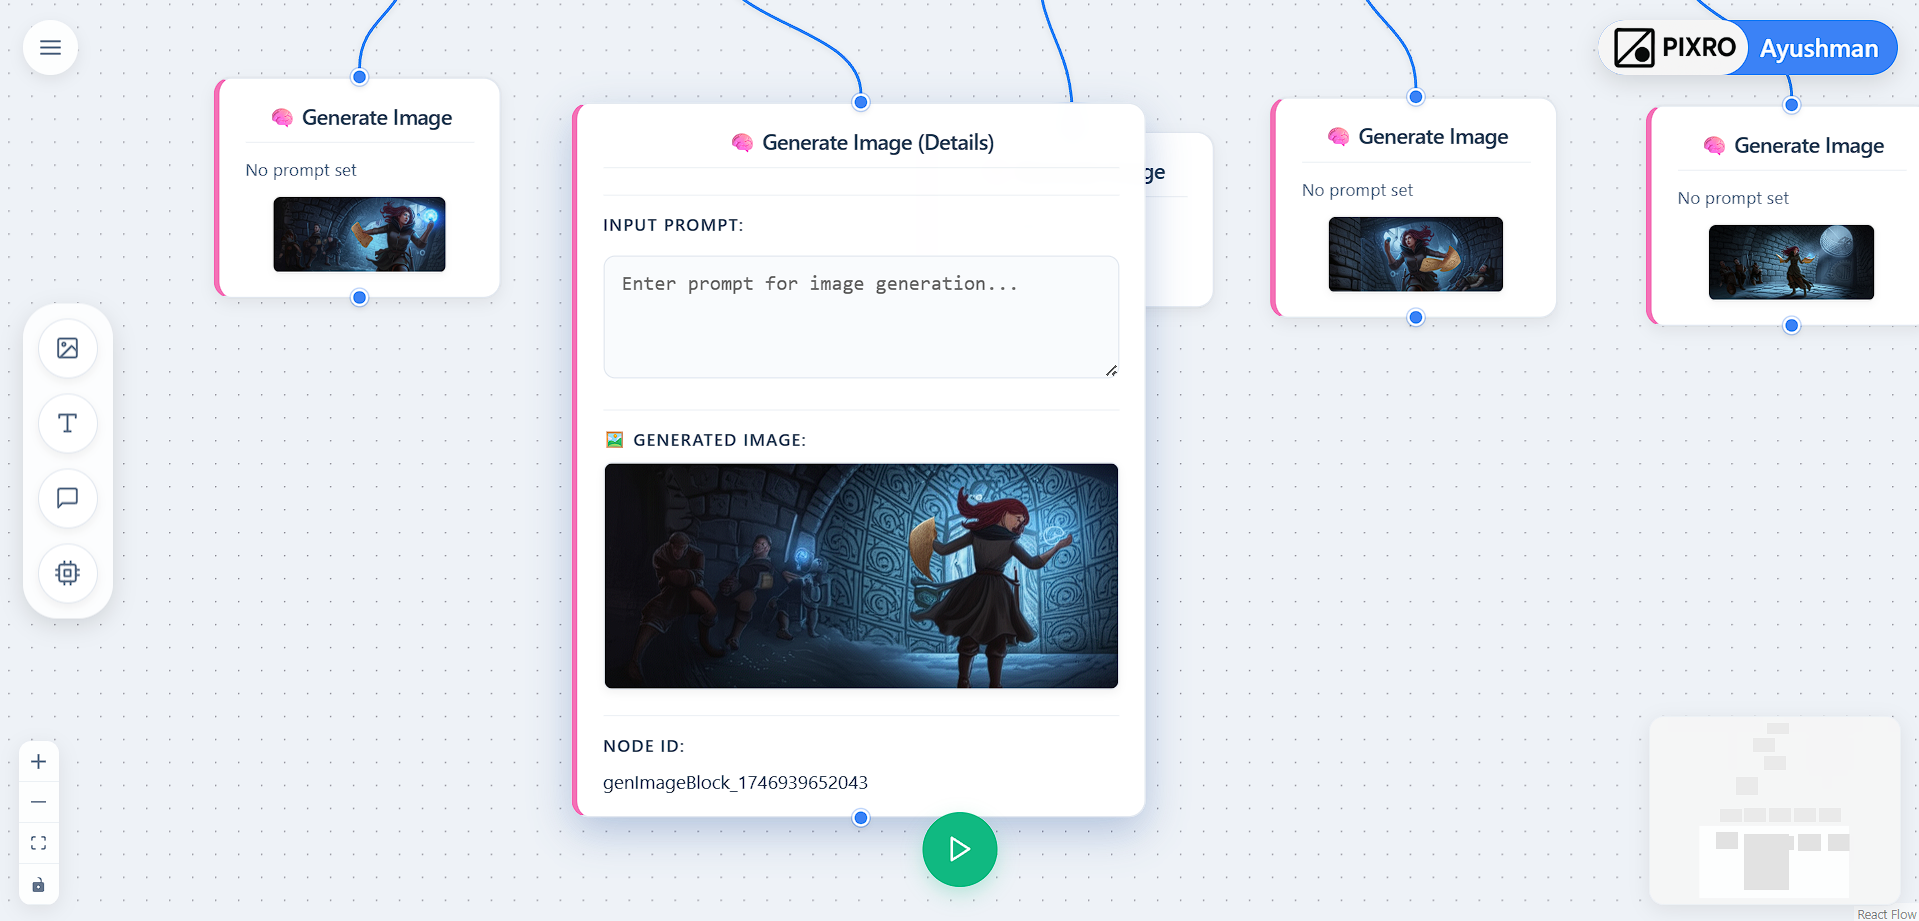 PIXRO
Ayushman
Generate Image
No prompt set
Generate Image (Details)
INPUT PROMPT:
Enter prompt for image generation...
GENERATED IMAGE:
NODE ID:
genImageBlock_1746939652043
ge
Generate Image
No prompt set
Generate Image
No prompt set
React Flow